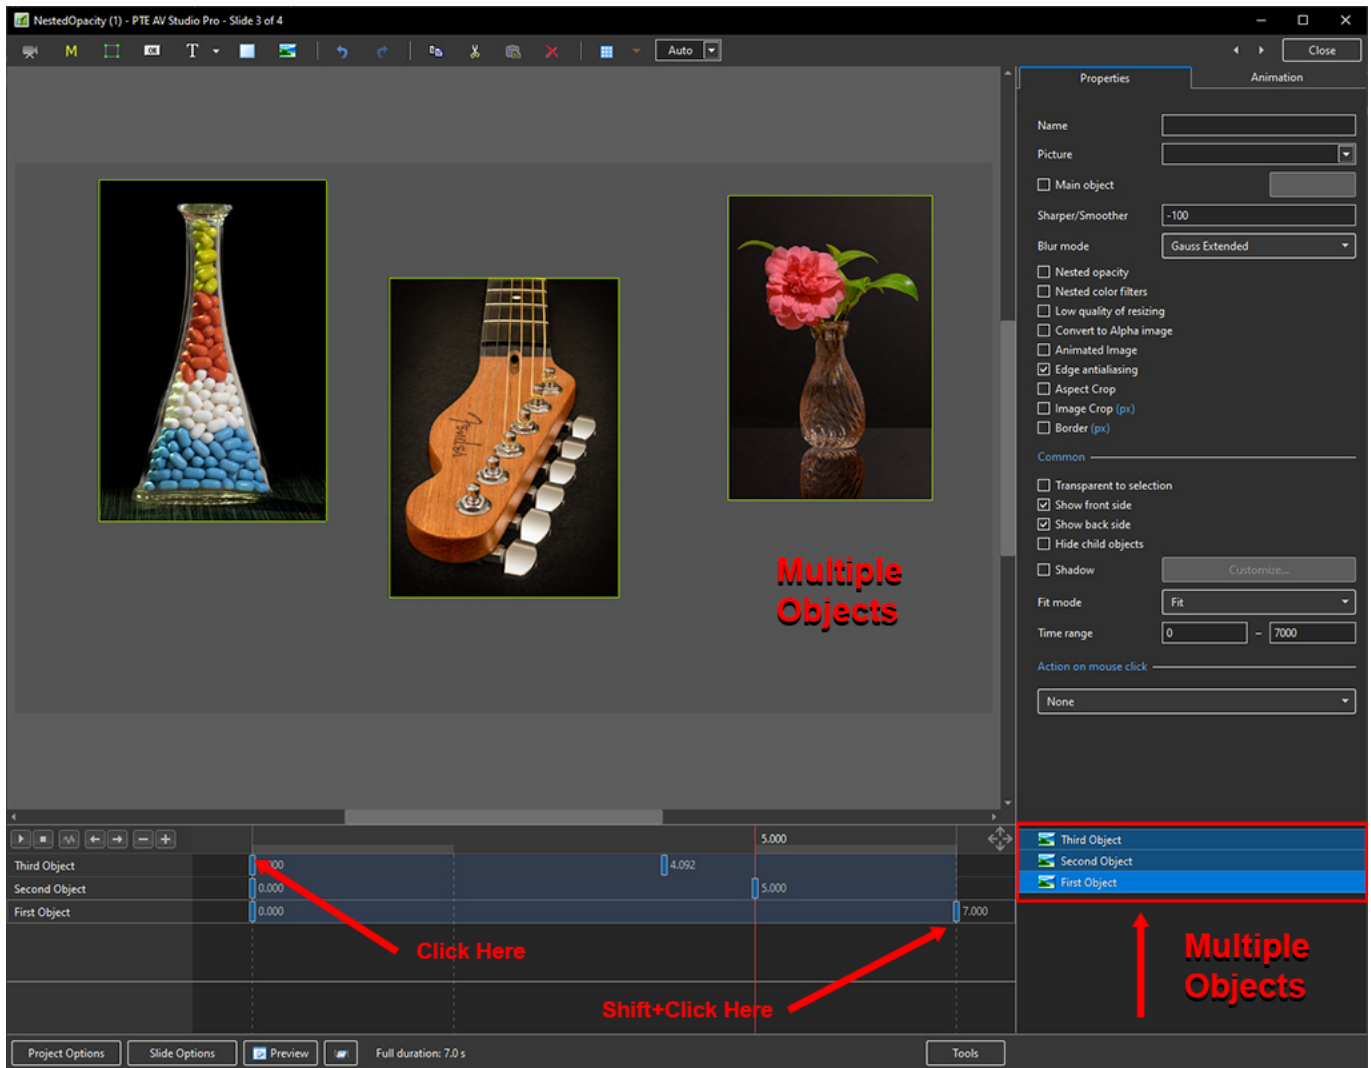 NestedOpacity (1) - PTE AV Studio Pro - Slide 3 of 4
M
OK
T
Auto
Close
Properties
Animation
Name
Picture
Main object
Sharper/Smoother
-100
Blur mode
Gauss Extended
Nested opacity
Nested color filters
Low quality of resizing
Convert to Alpha image
Animated Image
Edge antialiasing
Aspect Crop
Image Crop (px)
Border (px)
Common
Transparent to selection
Show front side
Show back side
Hide child objects
Shadow
Customize...
Fit mode
Fit
Time range
0 – 7000
Action on mouse click
None
Fender
Multiple
Objects
5.000
Third Object
4.092
Second Object
0.000
5.000
First Object
0.000
7.000
Click Here
Shift+Click Here
Third Object
Second Object
First Object
Multiple
Objects
Project Options
Slide Options
Preview
Full duration: 7.0 s
Tools